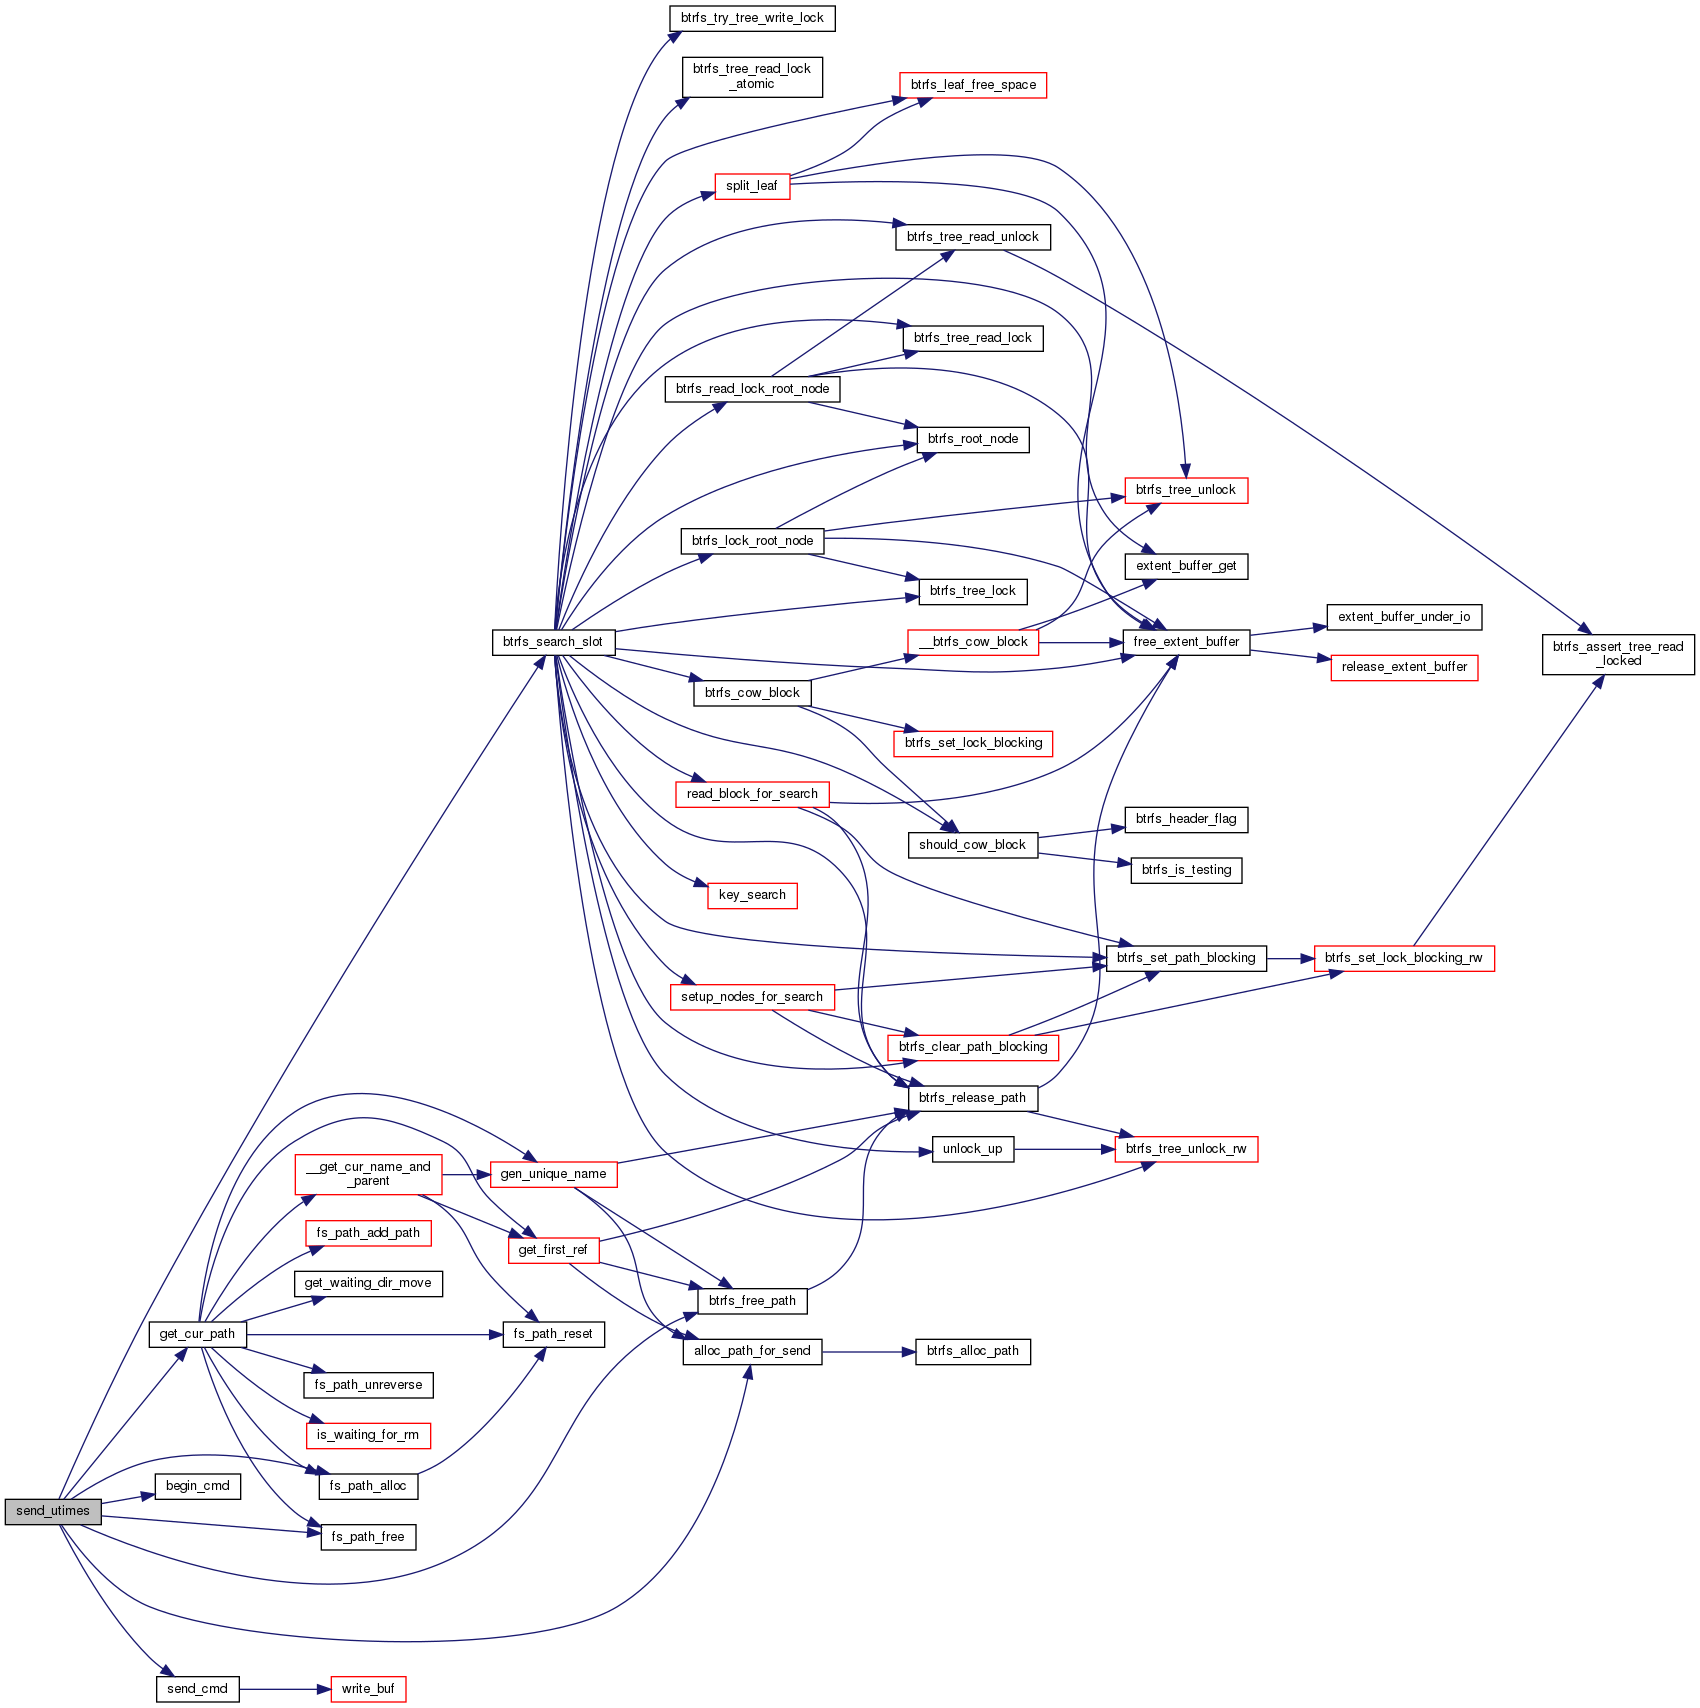 btrfs_try_tree_write_lock
btrfs_tree_read_lock
_atomic
btrfs_leaf_free_space
split_leaf
btrfs_tree_read_unlock
btrfs_tree_read_lock
btrfs_read_lock_root_node
btrfs_root_node
btrfs_tree_unlock
btrfs_lock_root_node
extent_buffer_get
btrfs_tree_lock
extent_buffer_under_io
btrfs_search_slot
__btrfs_cow_block
free_extent_buffer
btrfs_assert_tree_read
_locked
release_extent_buffer
btrfs_cow_block
btrfs_set_lock_blocking
read_block_for_search
btrfs_header_flag
should_cow_block
btrfs_is_testing
key_search
btrfs_set_path_blocking
btrfs_set_lock_blocking_rw
setup_nodes_for_search
btrfs_clear_path_blocking
btrfs_release_path
unlock_up
btrfs_tree_unlock_rw
__get_cur_name_and
_parent
gen_unique_name
fs_path_add_path
get_first_ref
get_waiting_dir_move
btrfs_free_path
get_cur_path
fs_path_reset
alloc_path_for_send
btrfs_alloc_path
fs_path_unreverse
is_waiting_for_rm
begin_cmd
fs_path_alloc
send_utimes
fs_path_free
send_cmd
write_buf